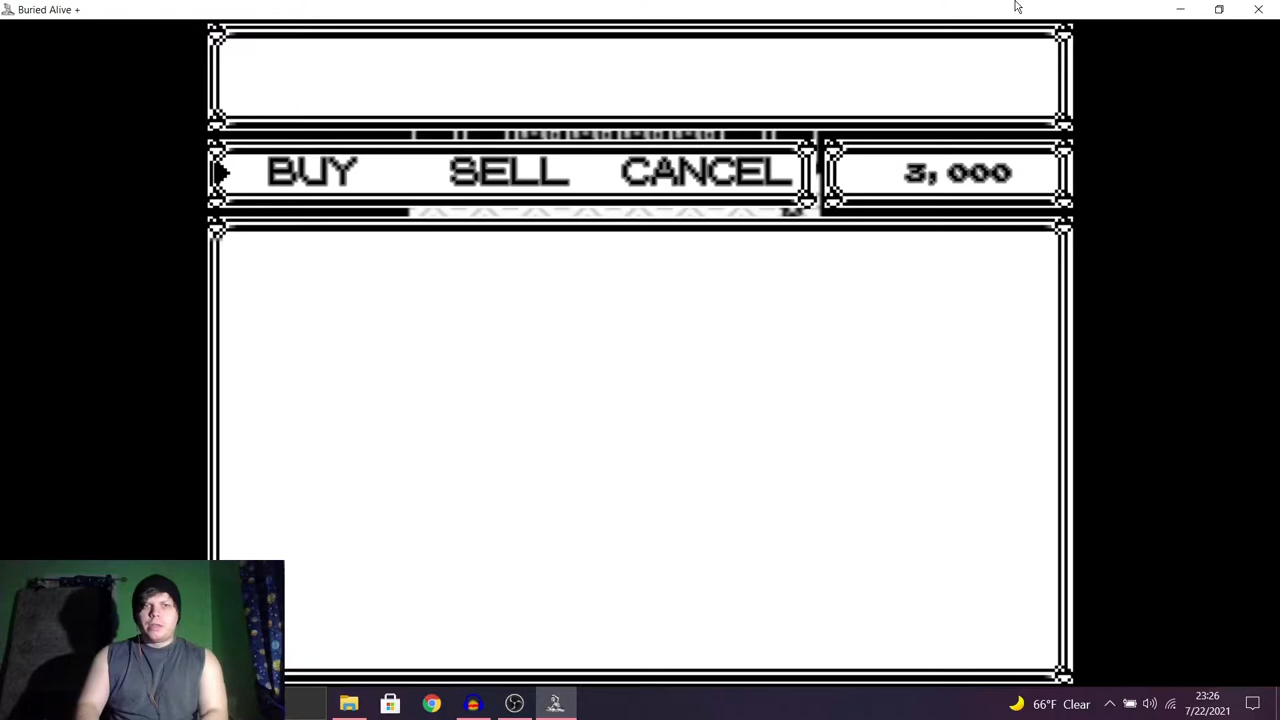 Buried Alive +
BUY SELL CANCEL 3,000
66°F Clear
23:26
7/22/2021